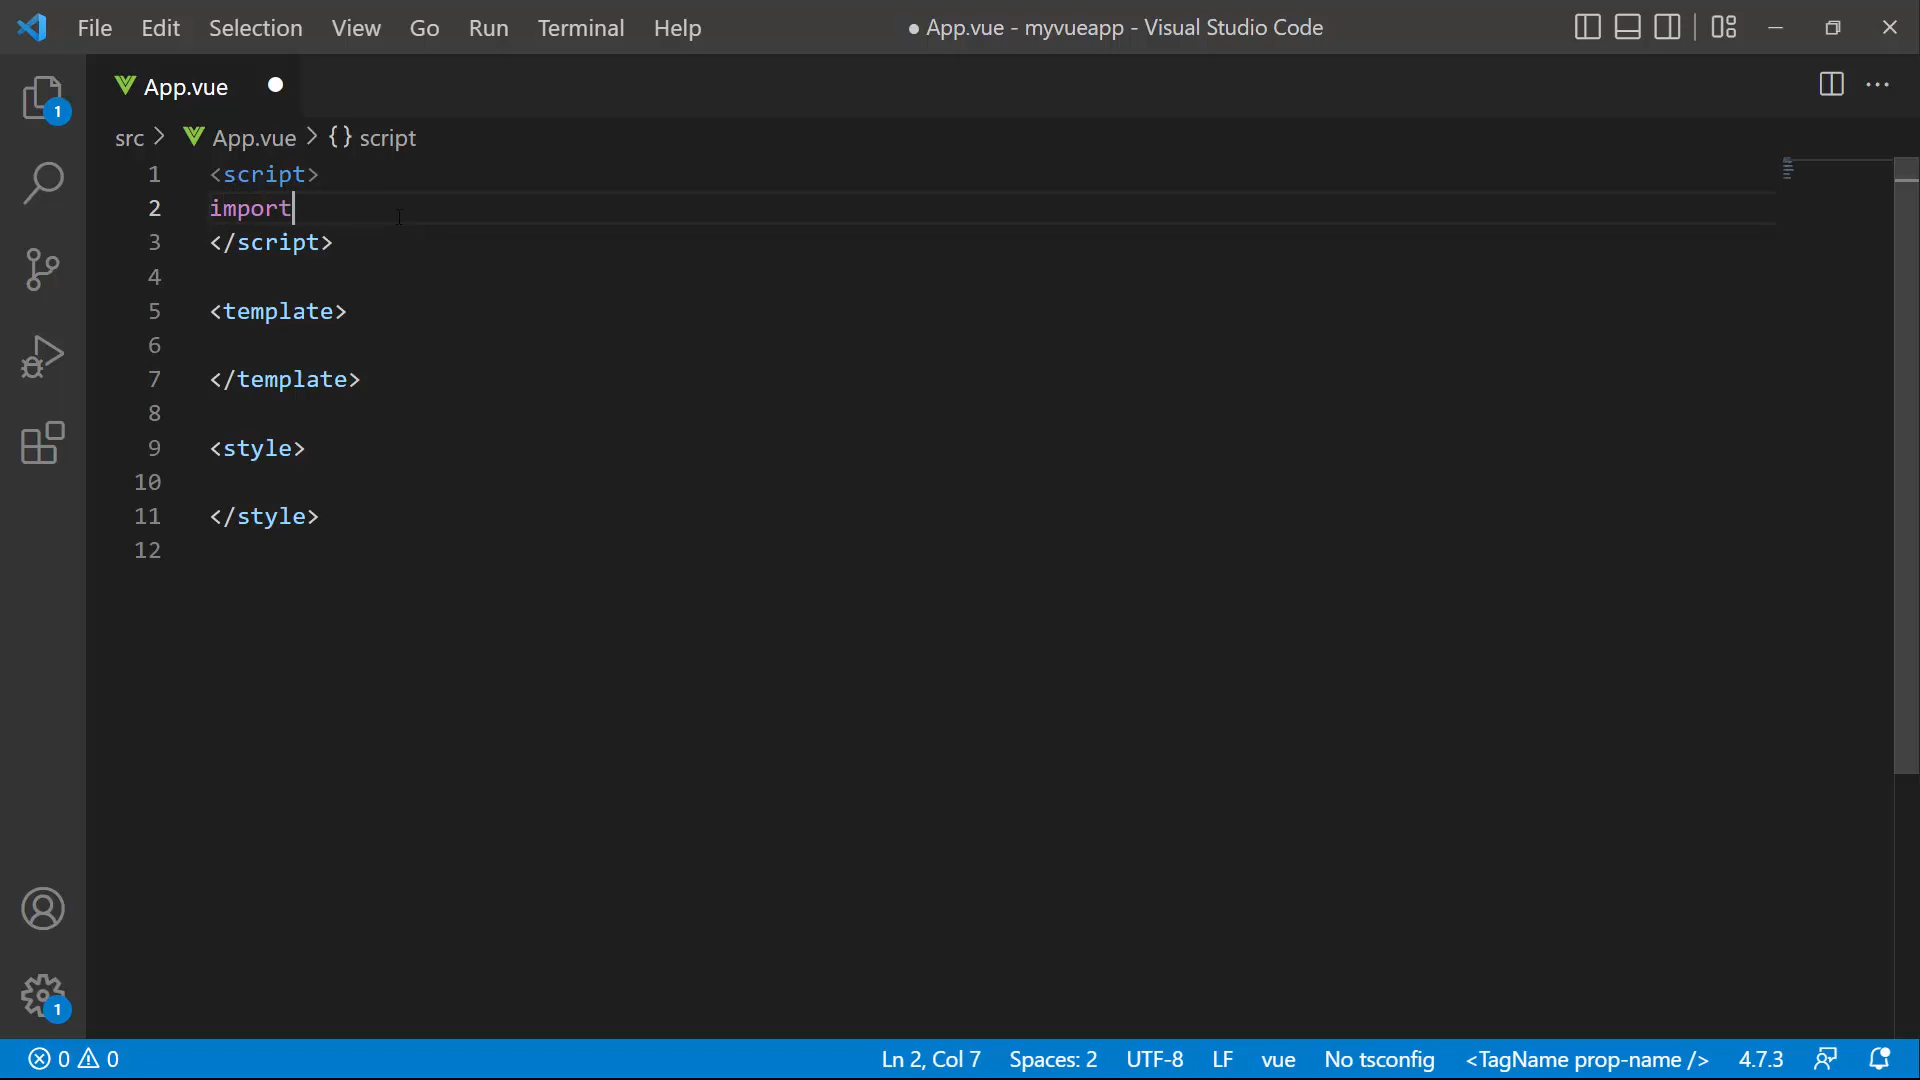 File Edit Selection View Go Run Terminal Help ● App.vue - myvueapp - Visual Studio Code
App.vue
src > App.vue > {} script
1 <script>
2 import
3 </script>
4
5 <template>
6
7 </template>
8
9 <style>
10
11 </style>
12
1
1
0 0 Ln 2, Col 7 Spaces: 2 UTF-8 LF vue No tsconfig <TagName prop-name /> 4.7.3